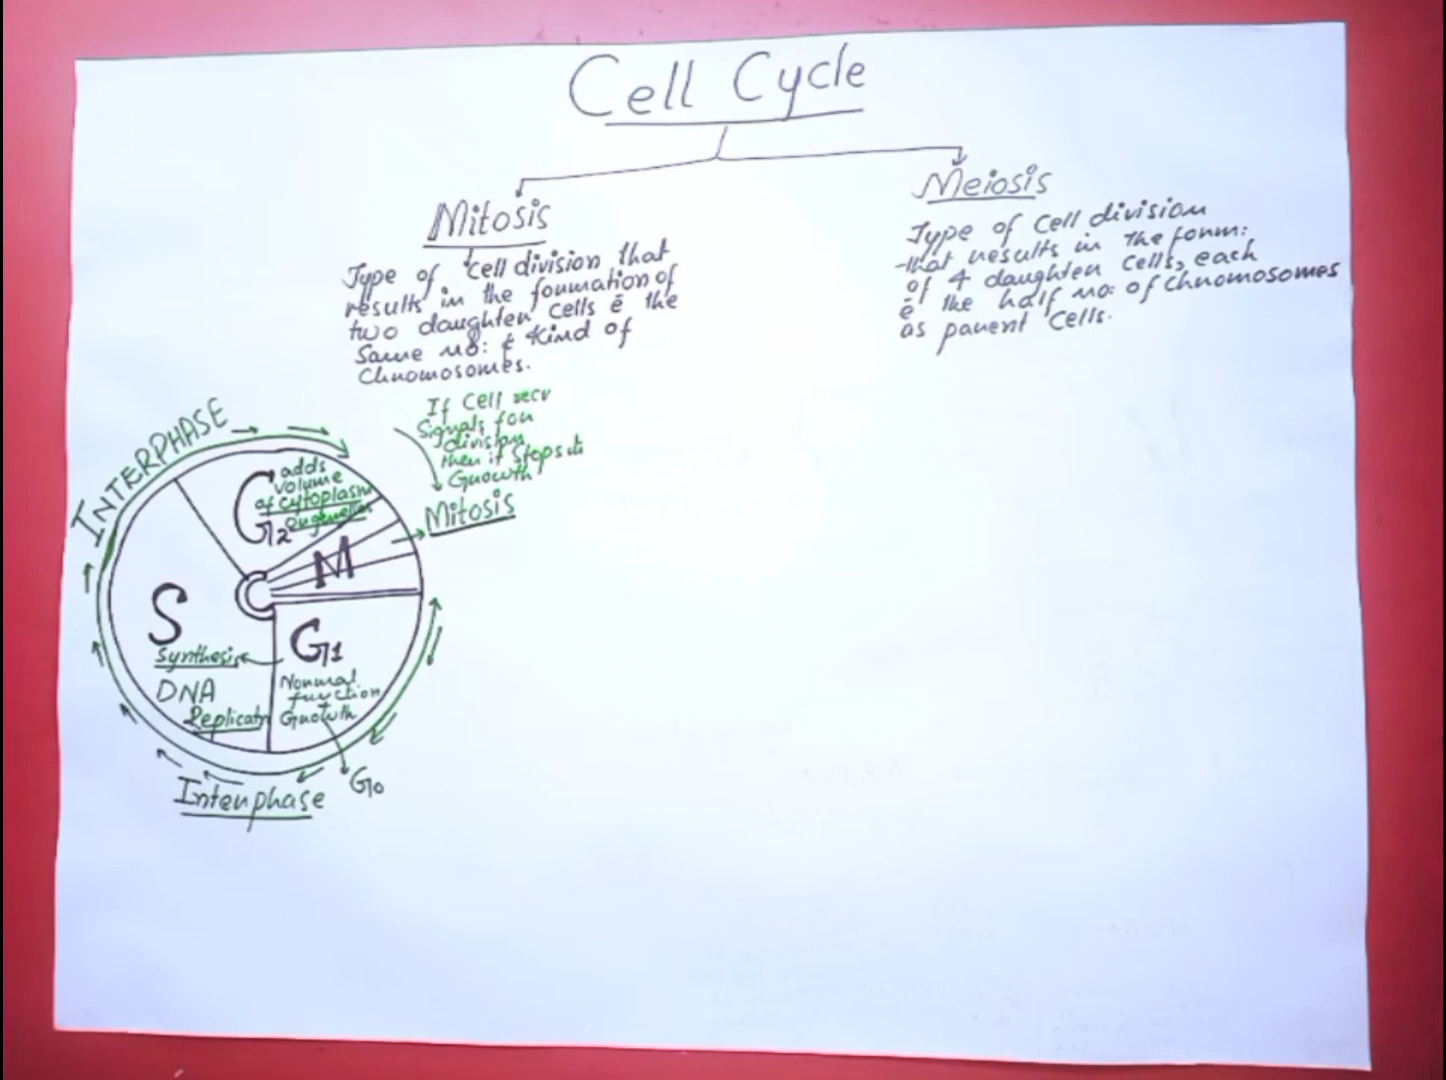 Cell Cycle
Mitosis
Type of cell division that
results in the formation of
two daughter cells ē the
Same no: & Kind of
Chromosomes.
Meiosis
Type of cell division
that results in the form:
of 4 daughter cells, each
ē the half no: of chromosomes
as parent cells.
If Cell recv
Signals for
division
then it Stops it
Growth
Mitosis
INTERPHASE
G2
adds
volume
of cytoplasm
organelles
M
S
Synthesis
DNA
Replicatn
G1
Normal
function
Growth
G0
Interphase